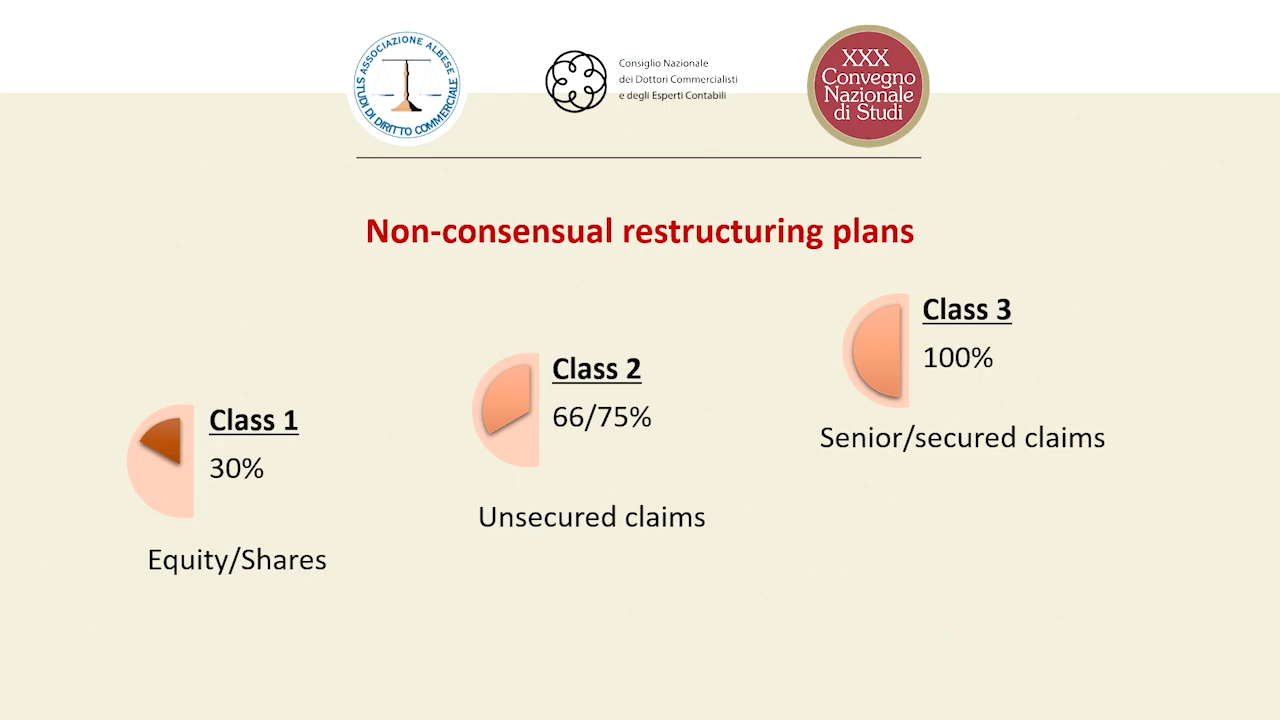 ASSOCIAZIONE ALBESE
STUDI DI DIRITTO COMMERCIALE
Consiglio Nazionale
dei Dottori Commercialisti
e degli Esperti Contabili
XXX
Convegno
Nazionale
di Studi
Non-consensual restructuring plans
Class 1
30%
Equity/Shares
Class 2
66/75%
Unsecured claims
Class 3
100%
Senior/secured claims